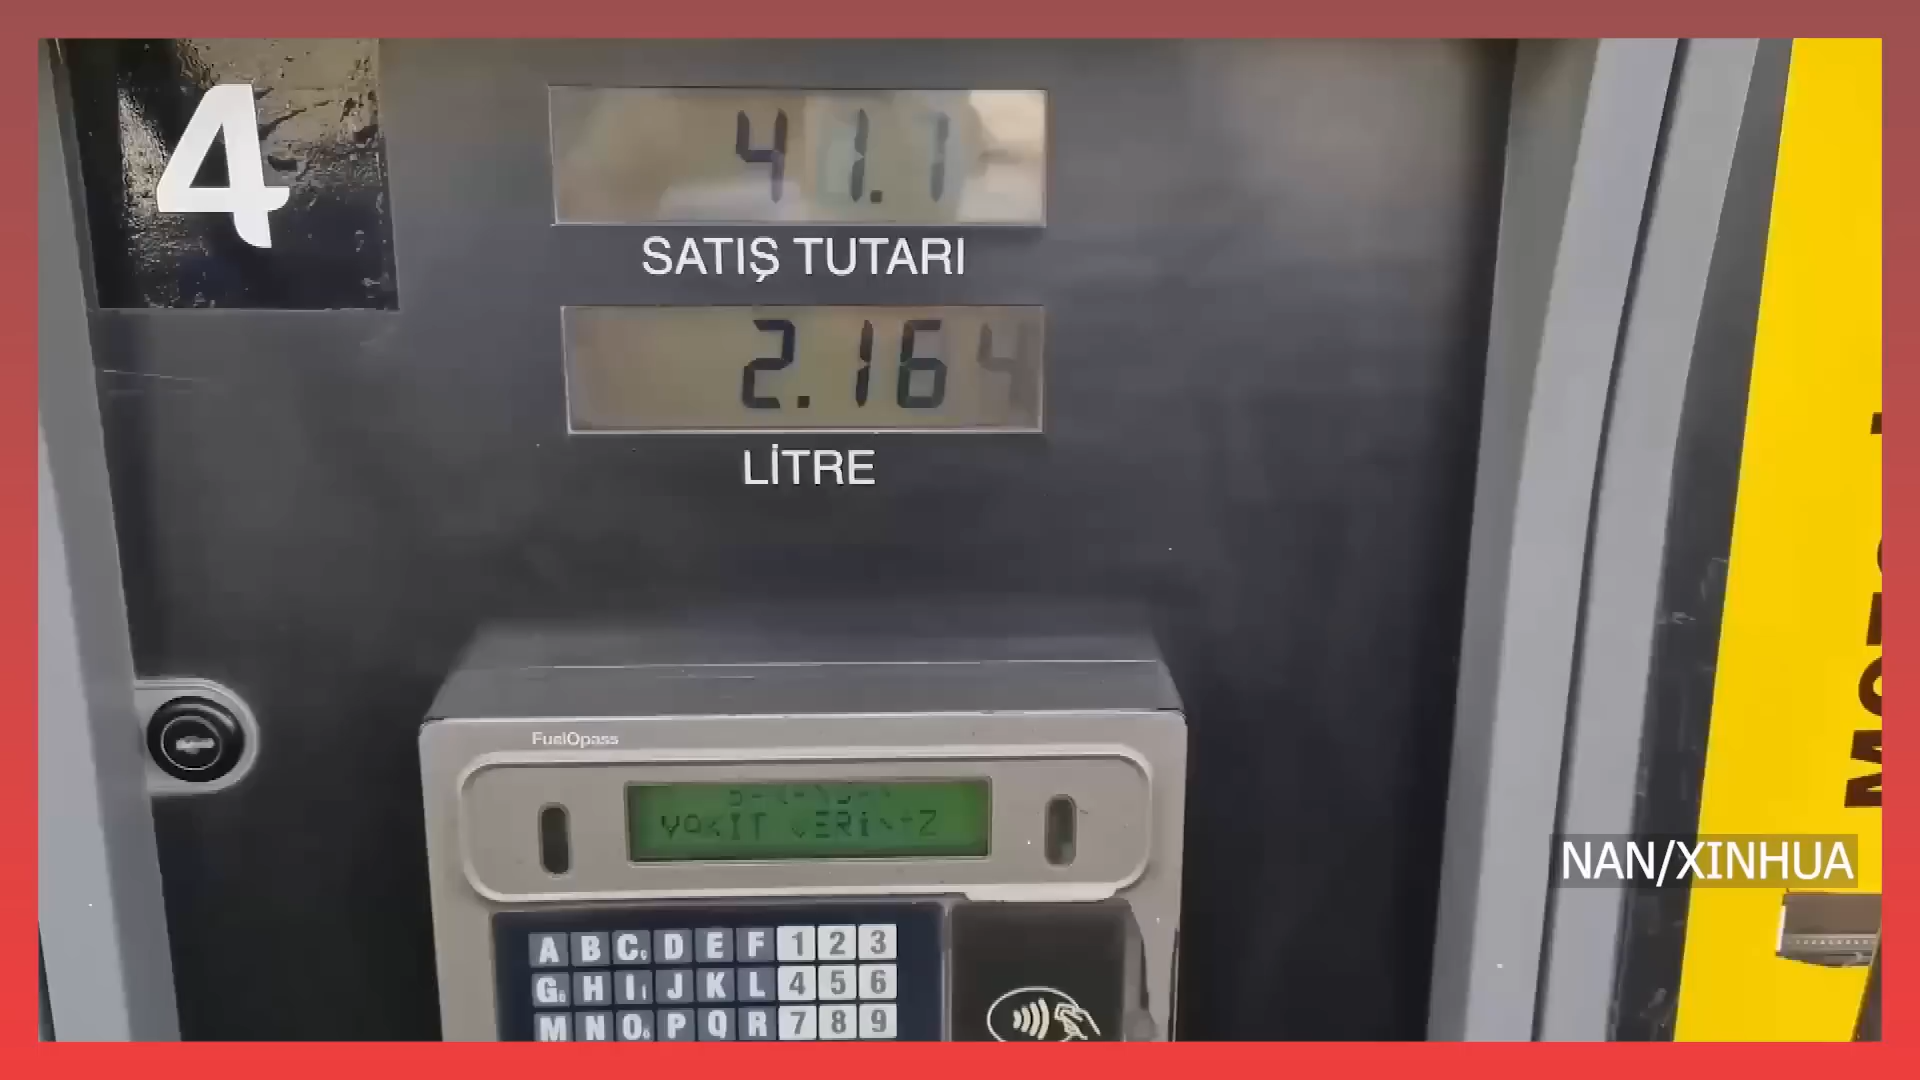 4
41.1
SATIŞ TUTARI
2.164
LİTRE
FuelOpass
A B C D E F 1 2 3
G H I J K L 4 5 6
M N O P Q R 7 8 9
NAN/XINHUA